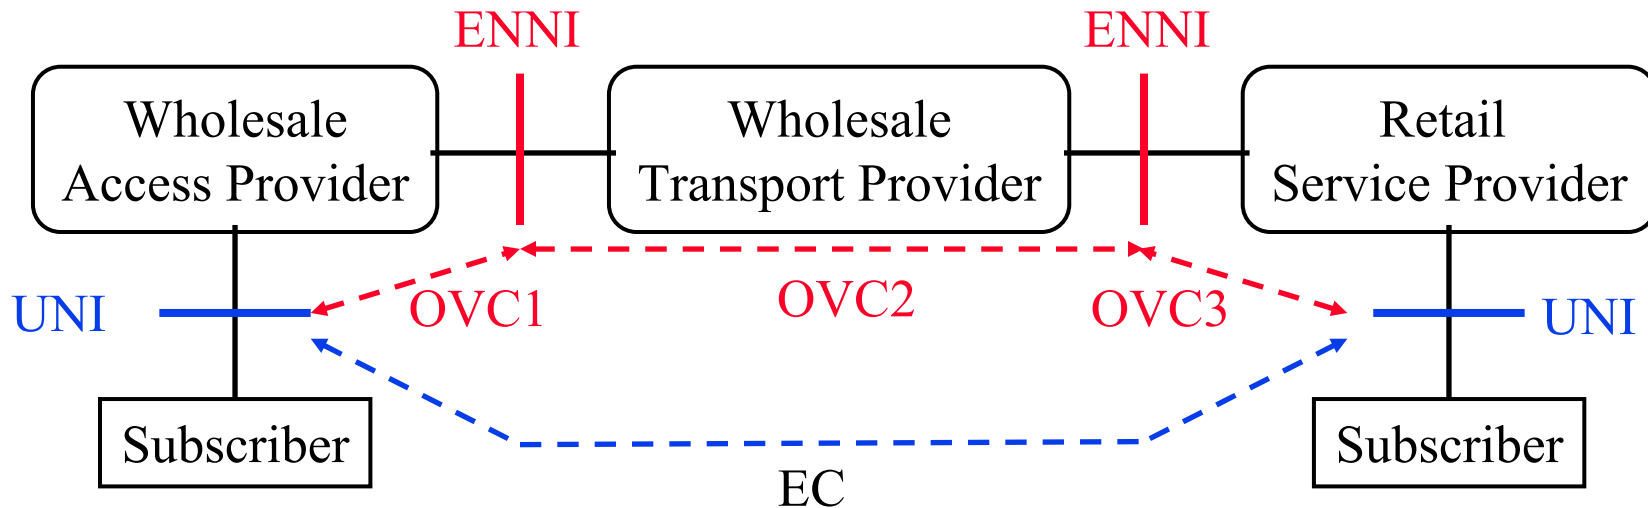 ENNI
ENNI
Wholesale
Access Provider
Wholesale
Transport Provider
Retail
Service Provider
UNI
OVC1
OVC2
OVC3
UNI
Subscriber
EC
Subscriber